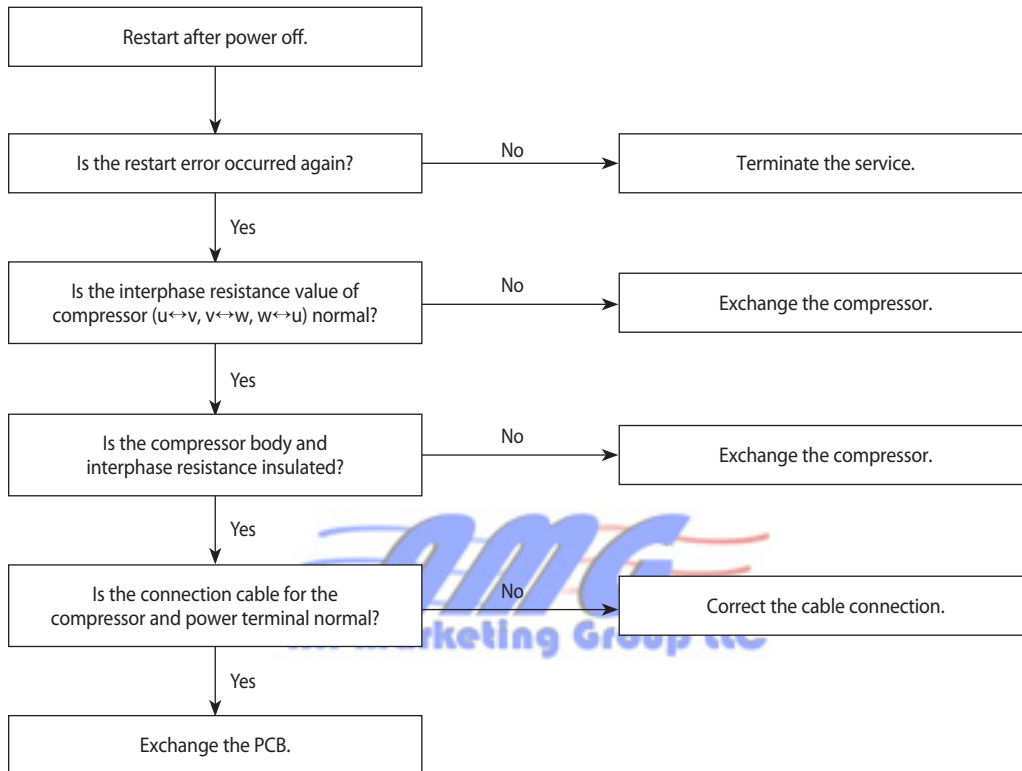 Restart after power off.
Is the restart error occurred again?
No
Terminate the service.
Yes
Is the interphase resistance value of
compressor (u↔v, v↔w, w↔u) normal?
No
Exchange the compressor.
Yes
Is the compressor body and
interphase resistance insulated?
No
Exchange the compressor.
Yes
AMG
Marketing Group LLC
Is the connection cable for the
compressor and power terminal normal?
No
Correct the cable connection.
Yes
Exchange the PCB.